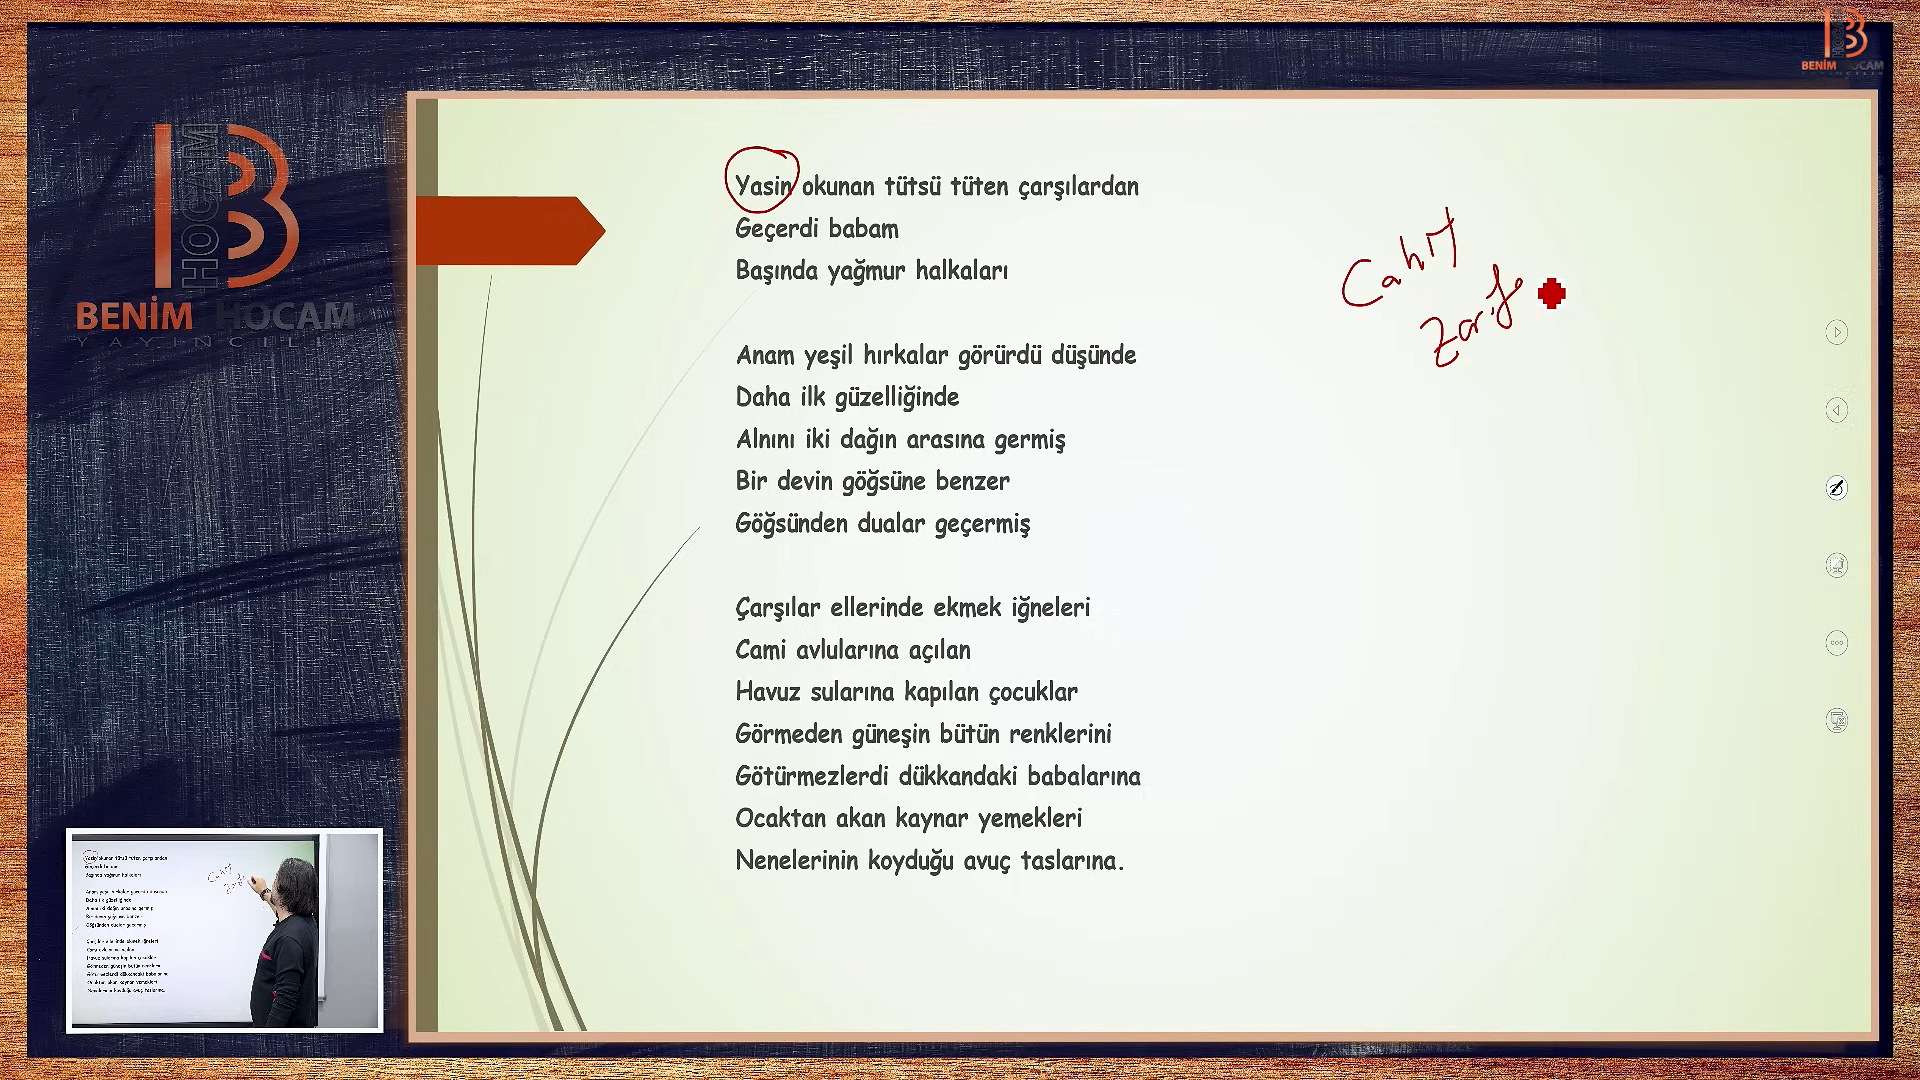 BENİM HOCAM
YAYINCILIK
HOCAM
BENİM HOCAM
YAYINCILIK
Yasin okunan tütsü tüten çarşılardan
Geçerdi babam
Başında yağmur halkaları
Anam yeşil hırkalar görürdü düşünde
Daha ilk güzelliğinde
Alnını iki dağın arasına germiş
Bir devin göğsüne benzer
Göğsünden dualar geçermiş
Çarşılar ellerinde ekmek iğneleri
Cami avlularına açılan
Havuz sularına kapılan çocuklar
Görmeden güneşin bütün renklerini
Götürmezlerdi dükkandaki babalarına
Ocaktan akan kaynar yemekleri
Nenelerinin koyduğu avuç taslarına.
Cahit
Zarif